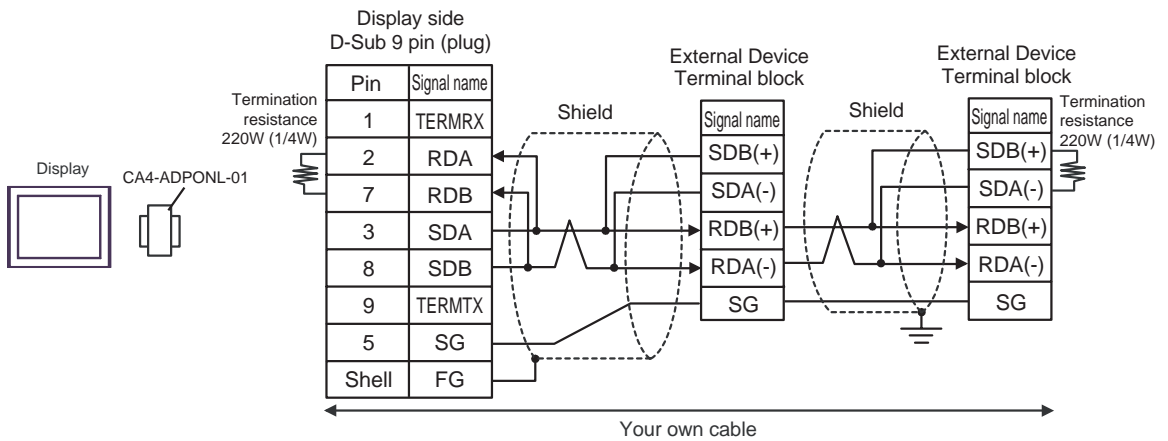 Display side
D-Sub 9 pin (plug)
External Device
Terminal block
External Device
Terminal block
Termination
resistance
220W (1/4W)
Pin Signal name
1 TERMRX
2 RDA
7 RDB
3 SDA
8 SDB
9 TERMTX
5 SG
Shell FG
Shield
Signal name
SDB(+)
SDA(-)
RDB(+)
RDA(-)
SG
Shield
Signal name
SDB(+)
SDA(-)
RDB(+)
RDA(-)
SG
Termination
resistance
220W (1/4W)
Display
CA4-ADPONL-01
Your own cable